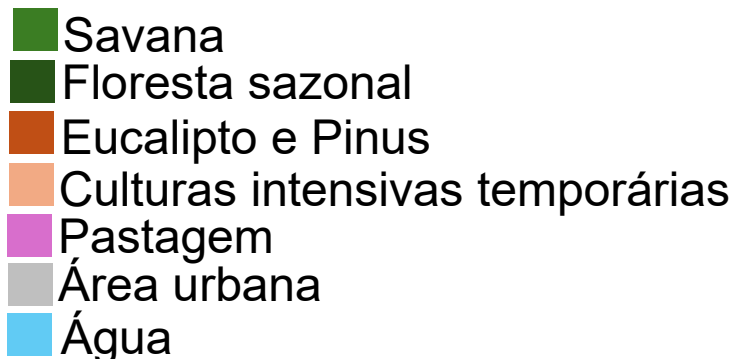 Savana
Floresta sazonal
Eucalipto e Pinus
Culturas intensivas temporárias
Pastagem
Área urbana
Água